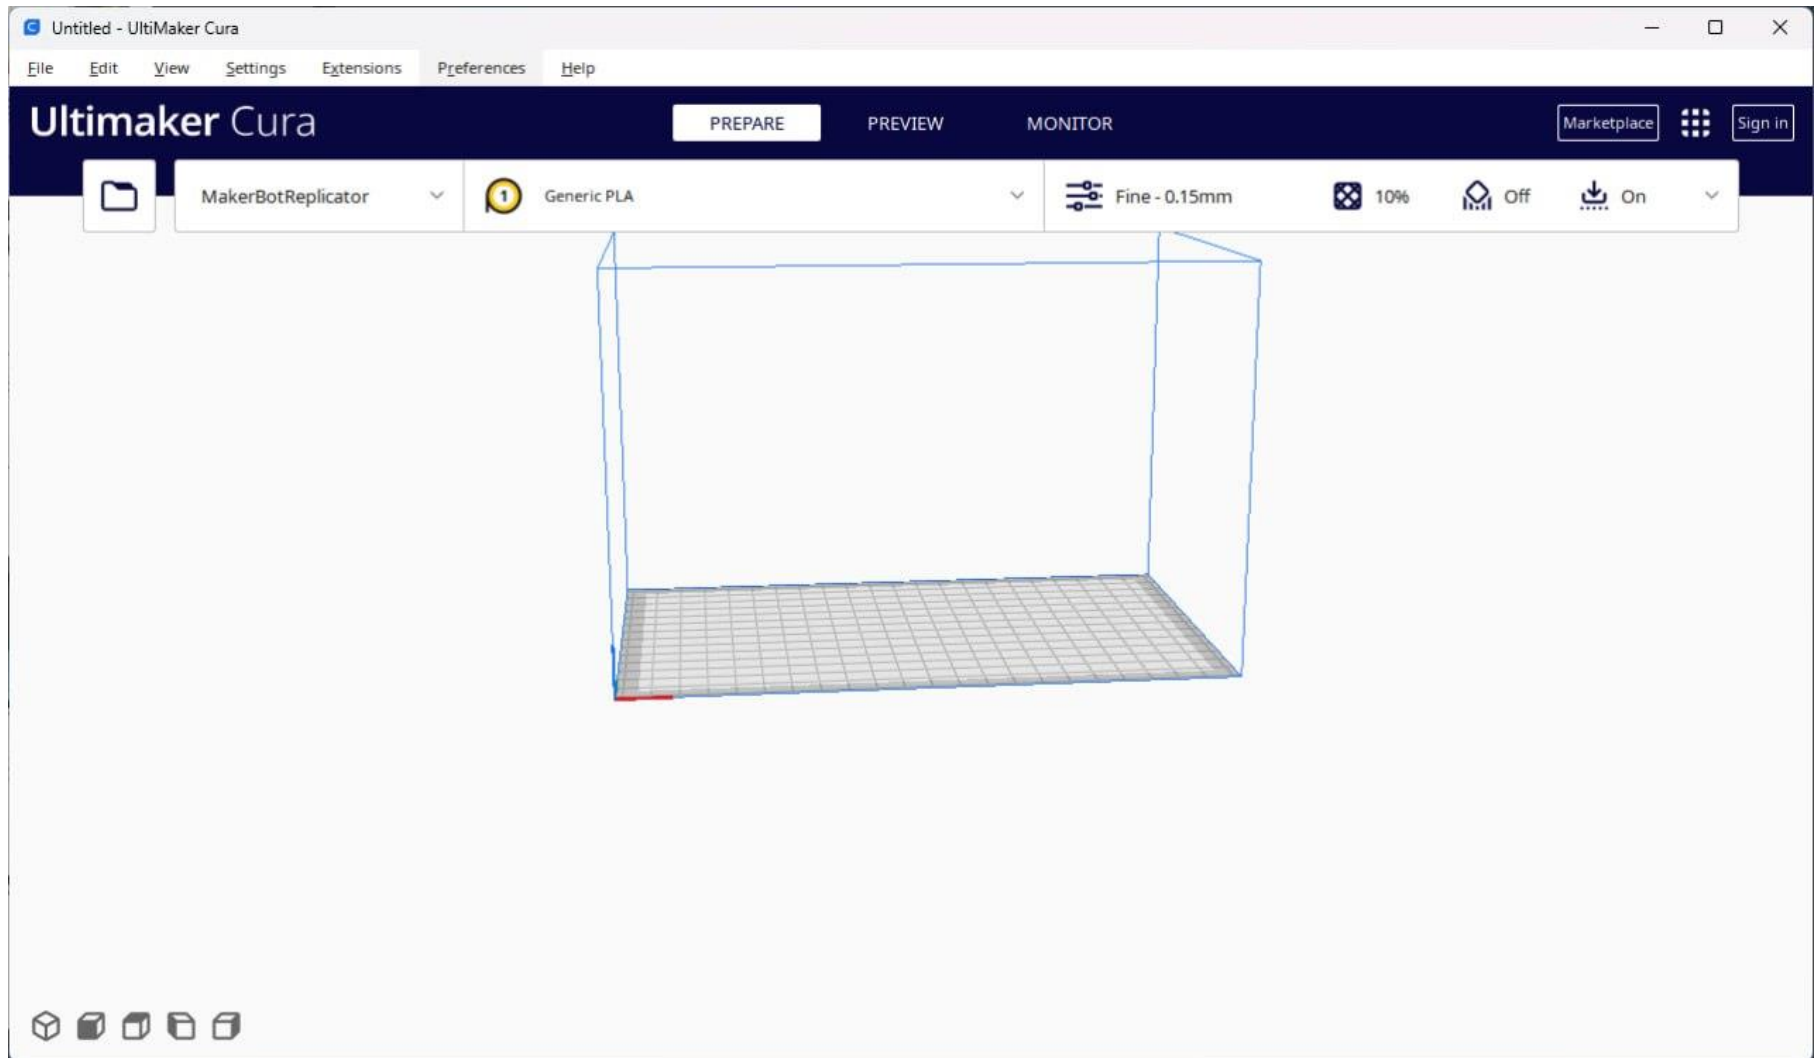 Untitled - UltiMaker Cura
File Edit View Settings Extensions Preferences Help
Ultimaker Cura PREPARE PREVIEW MONITOR Marketplace Sign in
MakerBotReplicator 1 Generic PLA Fine - 0.15mm 10% Off On